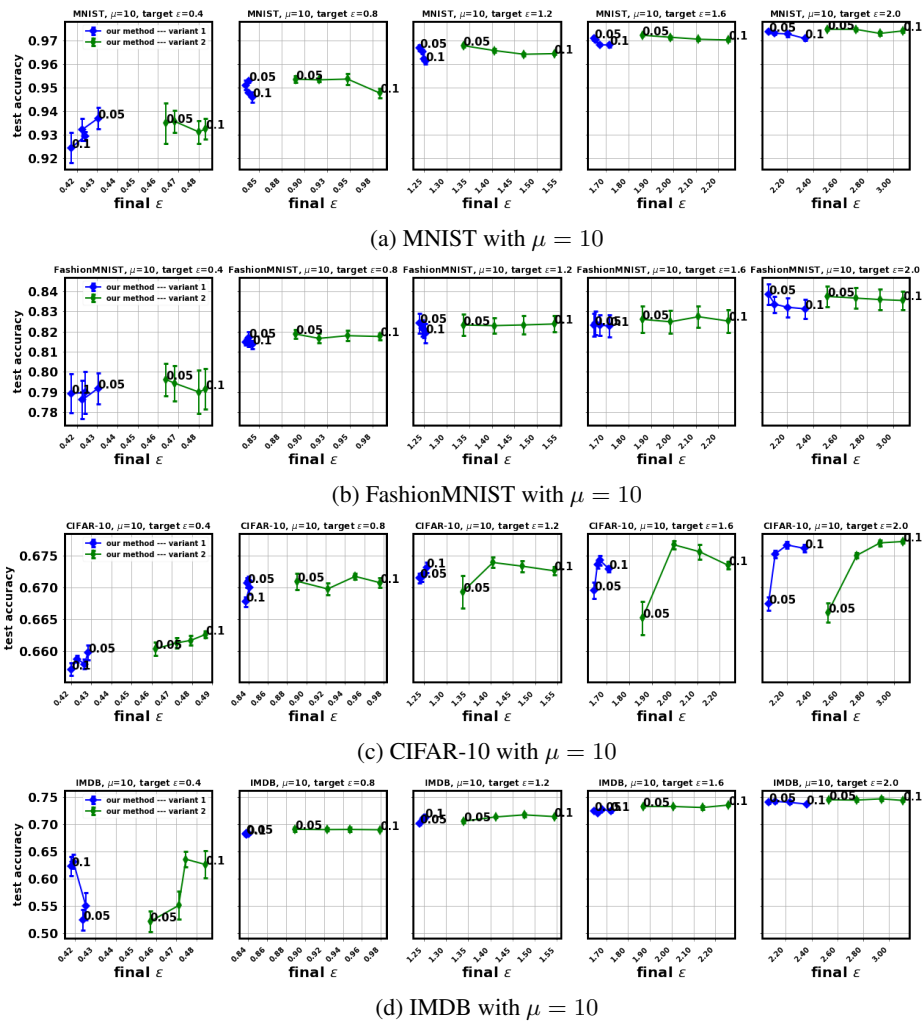 MNIST, μ=10, target ε=0.4 MNIST, μ=10, target ε=0.8 MNIST, μ=10, target ε=1.2 MNIST, μ=10, target ε=1.6 MNIST, μ=10, target ε=2.0
our method --- variant 1
our method --- variant 2
test accuracy
0.97
0.96
0.95
0.94
0.93
0.92
0.05 0.1 0.05 0.1
0.05 0.1 0.05 0.1
0.05 0.1 0.05 0.1
0.05 0.1 0.05 0.1
0.05 0.1 0.05 0.1
0.42 0.43 0.44 0.45 0.46 0.47 0.48
0.85 0.90 0.93 0.95 0.98
1.25 1.30 1.35 1.40 1.45 1.50 1.55
1.70 1.80 1.90 2.00 2.10 2.20
2.20 2.40 2.60 2.80 3.00
final ε final ε final ε final ε final ε
(a) MNIST with μ = 10
FashionMNIST, μ=10, target ε=0.4 FashionMNIST, μ=10, target ε=0.8 FashionMNIST, μ=10, target ε=1.2 FashionMNIST, μ=10, target ε=1.6 FashionMNIST, μ=10, target ε=2.0
our method --- variant 1
our method --- variant 2
test accuracy
0.84
0.83
0.82
0.81
0.80
0.79
0.78
0.1 0.05 0.05 0.1
0.05 0.1 0.05 0.1
0.05 0.1 0.05 0.1
0.05 0.1 0.05 0.1
0.05 0.1 0.05 0.1
0.42 0.43 0.44 0.45 0.46 0.47 0.48
0.85 0.90 0.93 0.95 0.98
1.25 1.30 1.35 1.40 1.45 1.50 1.55
1.70 1.80 1.90 2.00 2.10 2.20
2.20 2.40 2.60 2.80 3.00
final ε final ε final ε final ε final ε
(b) FashionMNIST with μ = 10
CIFAR-10, μ=10, target ε=0.4 CIFAR-10, μ=10, target ε=0.8 CIFAR-10, μ=10, target ε=1.2 CIFAR-10, μ=10, target ε=1.6 CIFAR-10, μ=10, target ε=2.0
our method --- variant 1
our method --- variant 2
test accuracy
0.675
0.670
0.665
0.660
0.1 0.05 0.05 0.1
0.05 0.1 0.05 0.1
0.1 0.05 0.05 0.1
0.1 0.05 0.05 0.1
0.1 0.05 0.05 0.1
0.42 0.43 0.44 0.45 0.46 0.47 0.48 0.49
0.84 0.86 0.88 0.90 0.92 0.94 0.96 0.98
1.25 1.30 1.35 1.40 1.45 1.50 1.55
1.70 1.80 1.90 2.00 2.10 2.20
2.00 2.20 2.40 2.60 2.80 3.00
final ε final ε final ε final ε final ε
(c) CIFAR-10 with μ = 10
IMDB, μ=10, target ε=0.4 IMDB, μ=10, target ε=0.8 IMDB, μ=10, target ε=1.2 IMDB, μ=10, target ε=1.6 IMDB, μ=10, target ε=2.0
our method --- variant 1
our method --- variant 2
test accuracy
0.75
0.70
0.65
0.60
0.55
0.50
0.1 0.05 0.05 0.1
0.1 0.05 0.05 0.1
0.1 0.05 0.05 0.1
0.05 0.1 0.05 0.1
0.05 0.1 0.05 0.1
0.42 0.43 0.44 0.45 0.46 0.47 0.48
0.84 0.86 0.88 0.90 0.92 0.94 0.96 0.98
1.25 1.30 1.35 1.40 1.45 1.50 1.55
1.70 1.80 1.90 2.00 2.10 2.20
2.00 2.20 2.40 2.60 2.80 3.00
final ε final ε final ε final ε final ε
(d) IMDB with μ = 10